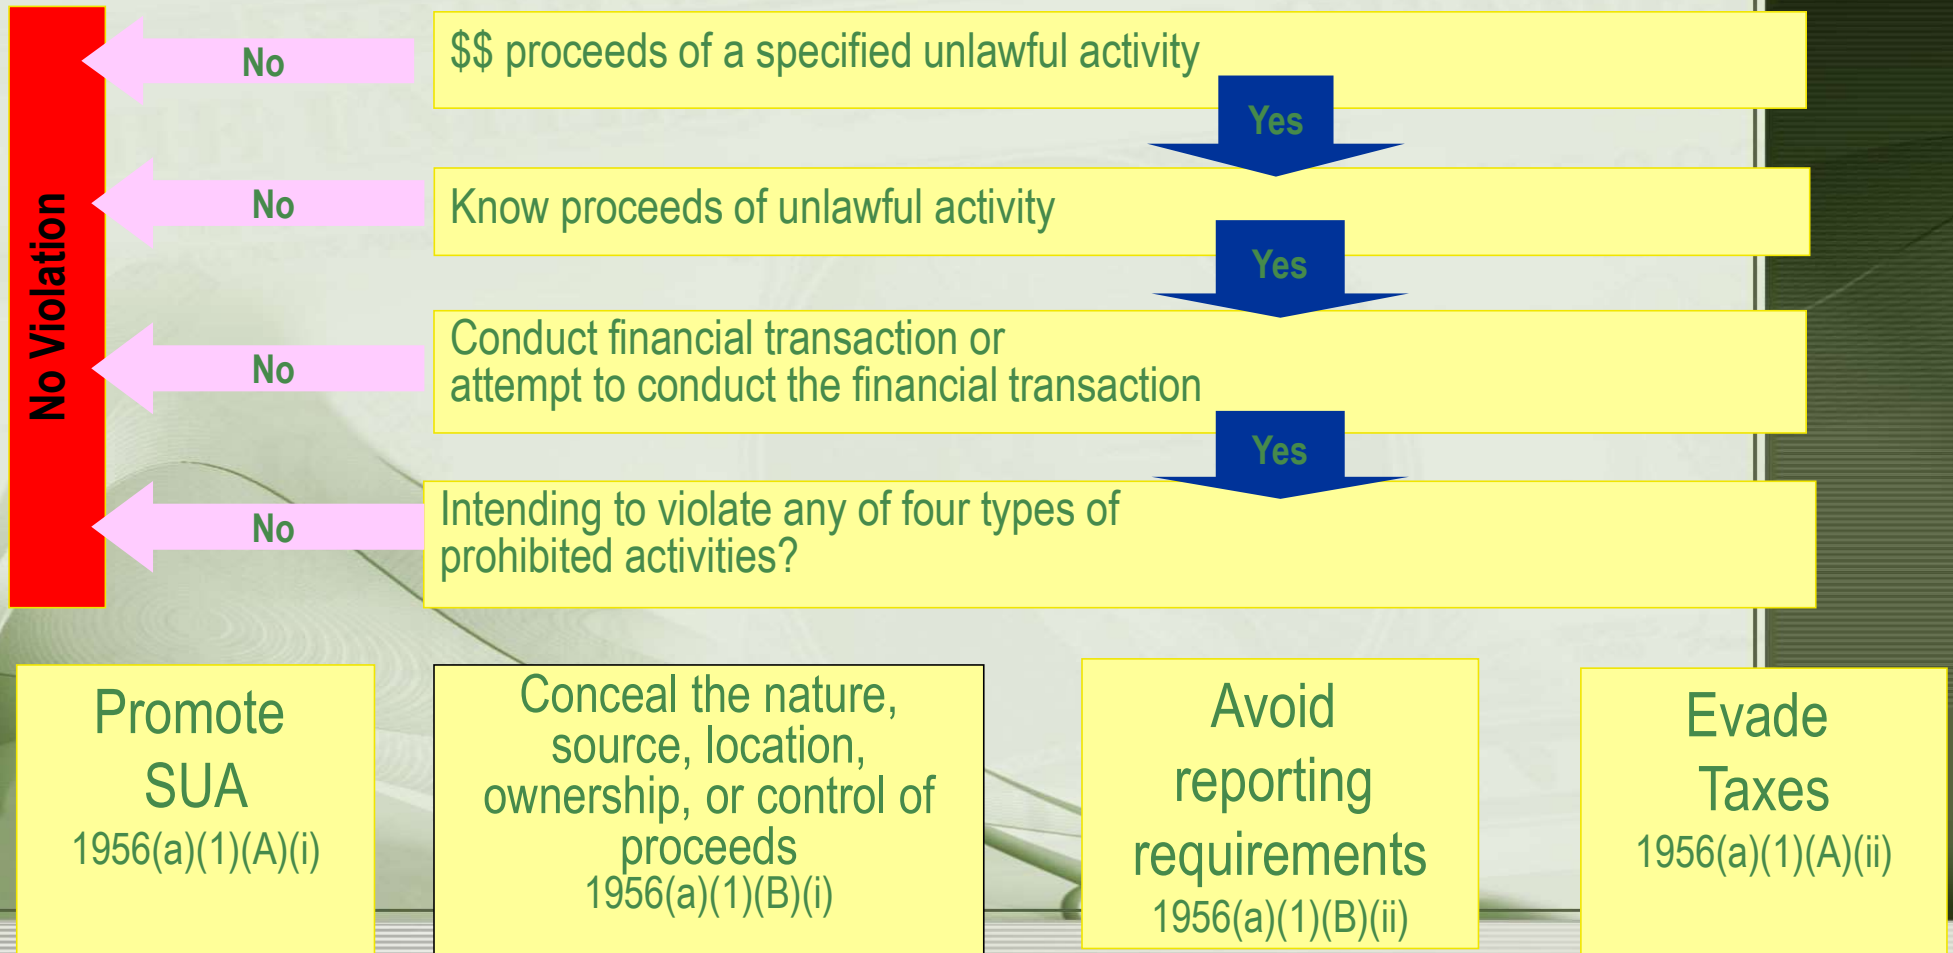 No Violation
No
$$ proceeds of a specified unlawful activity
Yes
No
Know proceeds of unlawful activity
Yes
No
Conduct financial transaction or
attempt to conduct the financial transaction
Yes
No
Intending to violate any of four types of
prohibited activities?
Promote
SUA
1956(a)(1)(A)(i)
Conceal the nature,
source, location,
ownership, or control of
proceeds
1956(a)(1)(B)(i)
Avoid
reporting
requirements
1956(a)(1)(B)(ii)
Evade
Taxes
1956(a)(1)(A)(ii)